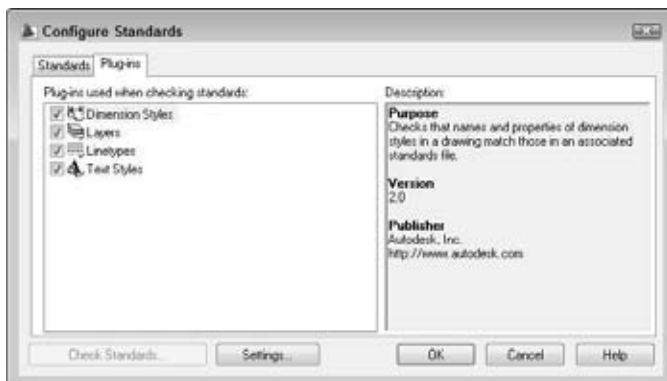 Configure Standards
Standards Plug-ins
Plug-ins used when checking standards:
Dimension Styles
Layers
Linetypes
Text Styles
Description:
Purpose
Checks that names and properties of dimension
styles in a drawing match those in an associated
standards file.
Version
2.0
Publisher
Autodesk, Inc.
http://www.autodesk.com
Check Standards... Settings... OK Cancel Help